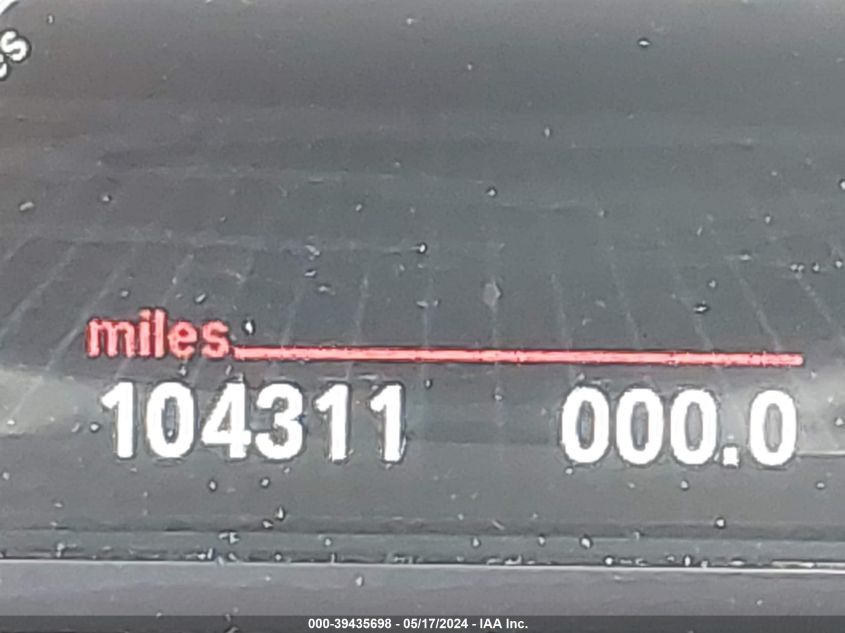 miles
104311 000.0
000-39435698 - 05/17/2024 - IAA Inc.